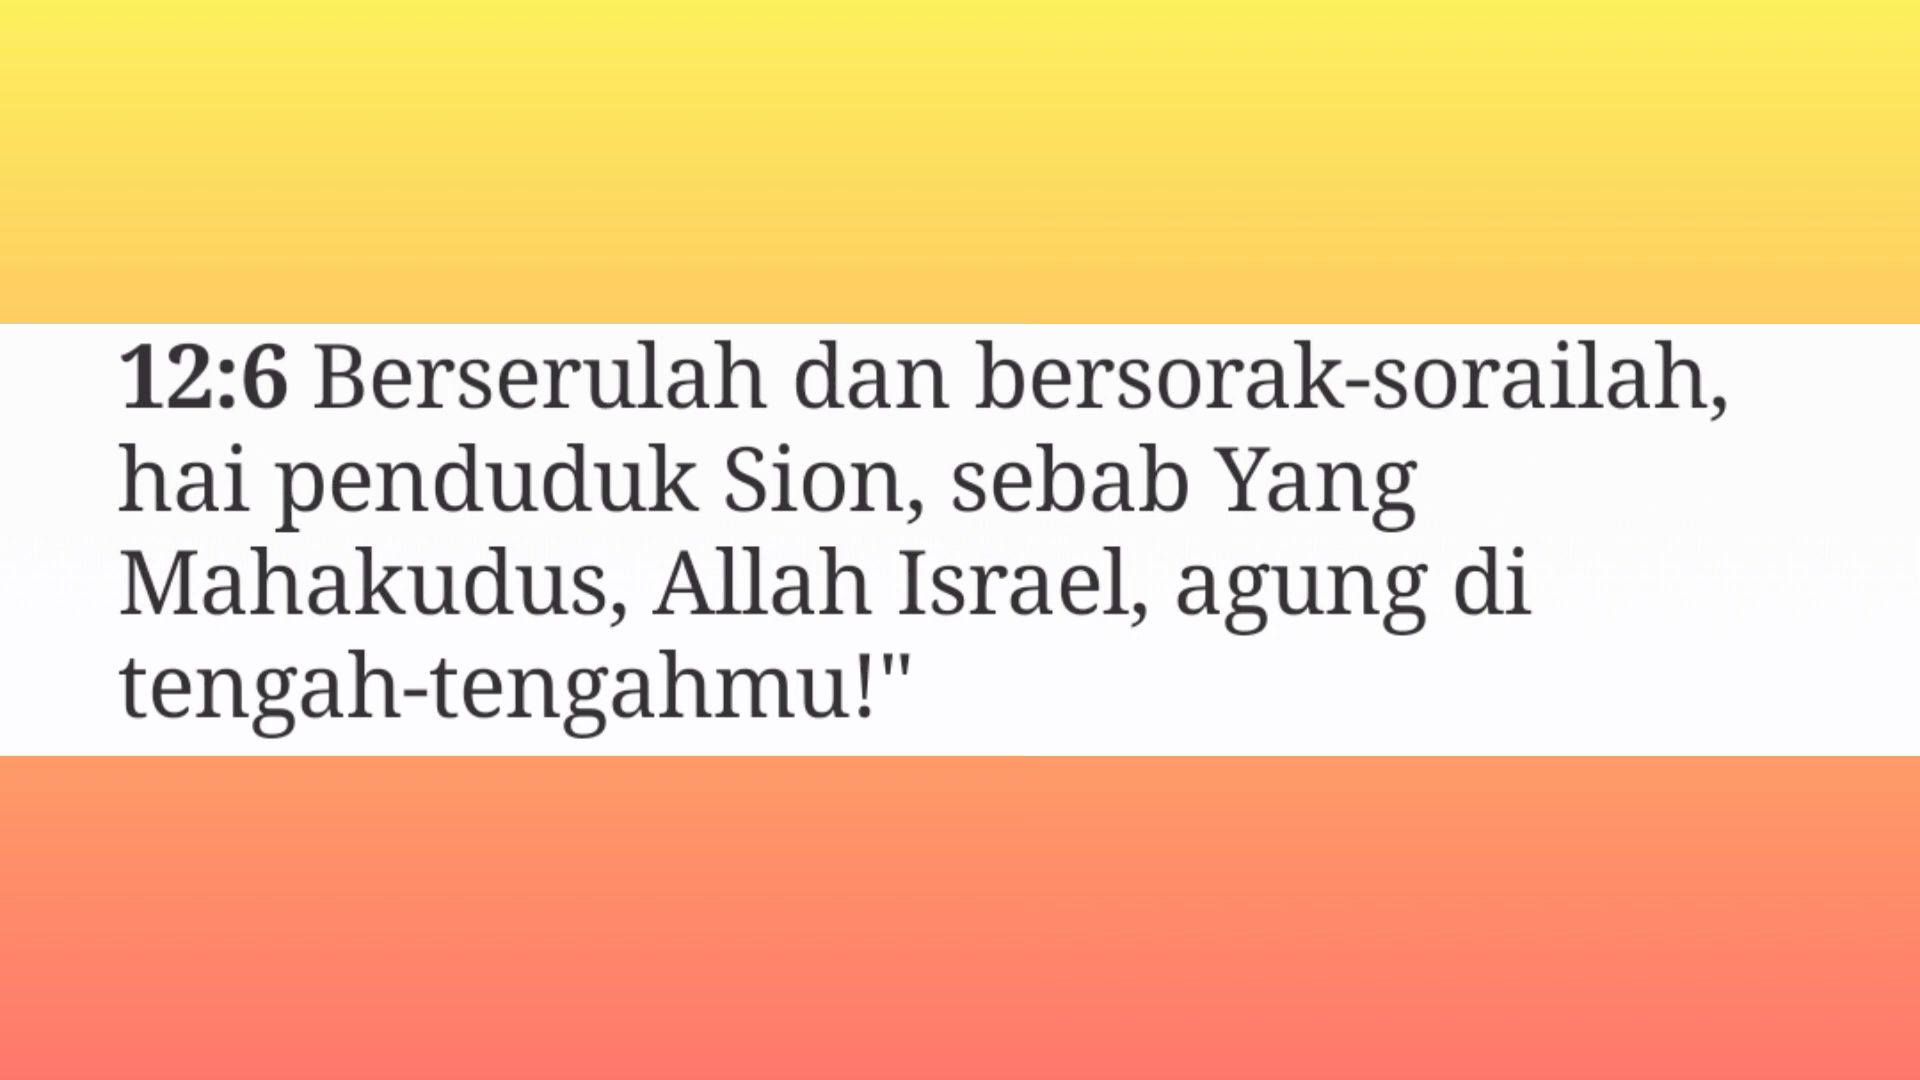 12:6 Berserulah dan bersorak-sorailah,
hai penduduk Sion, sebab Yang
Mahakudus, Allah Israel, agung di
tengah-tengahmu!"